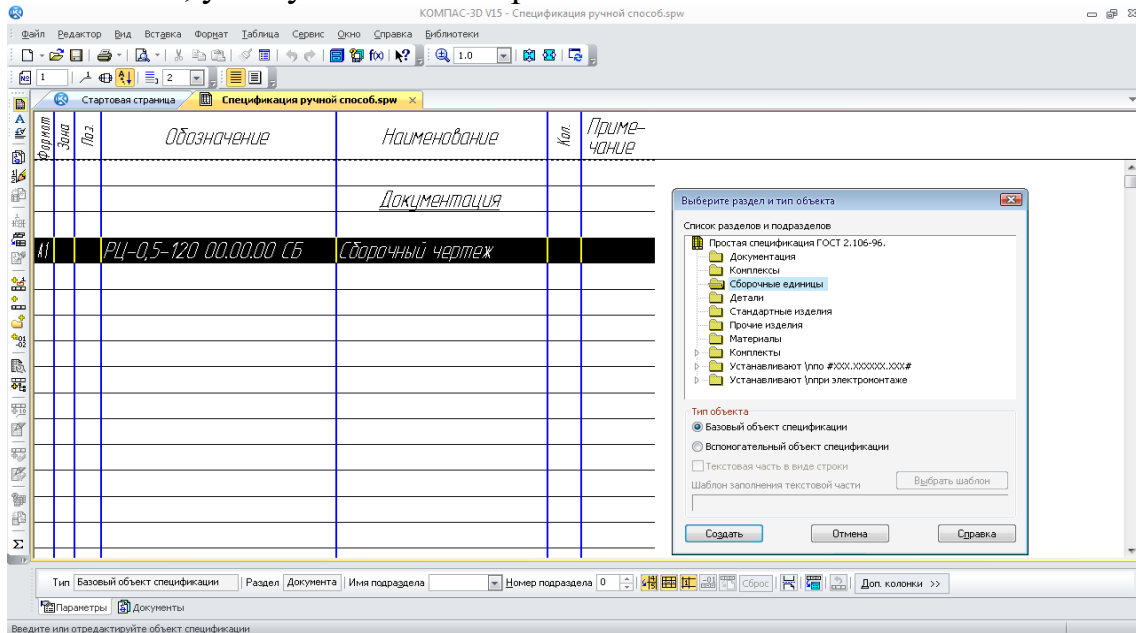 КОМПАС-3D V15 - Спецификация ручной способ.spw
Файл Редактор Вид Вставка Формат Таблица Сервис Окно Справка Библиотеки
1.0
№ 1 2
Стартовая страница Спецификация ручной способ.spw
Формат Зона Поз. Обозначение Наименование Кол. Приме-
чание
Документация
А1 РЦ-0,5-120 00.00.00 СБ Сборочный чертеж
Выберите раздел и тип объекта
Список разделов и подразделов
Простая спецификация ГОСТ 2.106-96.
Документация
Комплексы
Сборочные единицы
Детали
Стандартные изделия
Прочие изделия
Материалы
Комплекты
Устанавливают \nпо #XXX.XXXXXX.XXX#
Устанавливают \nпри электромонтаже
Тип объекта
Базовый объект спецификации
Вспомогательный объект спецификации
Текстовая часть в виде строки
Шаблон заполнения текстовой части
Выбрать шаблон
Создать Отмена Справка
Тип Базовый объект спецификации Раздел Документа Имя подраздела Номер подраздела 0 Сброс Доп. колонки >>
Параметры Документы
Введите или отредактируйте объект спецификации